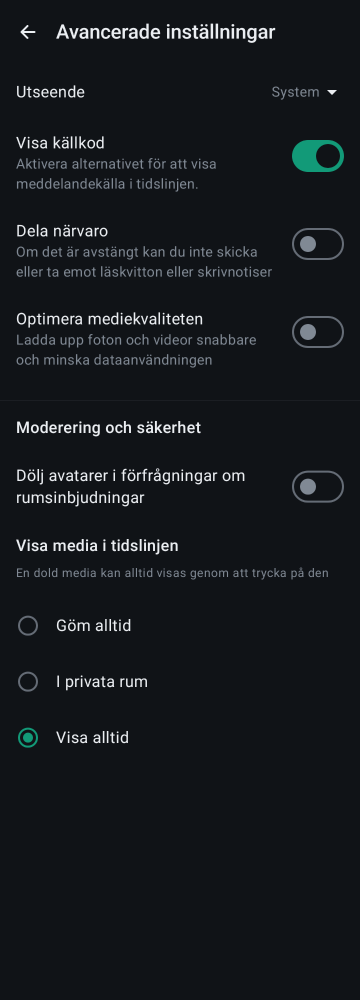 Avancerade inställningar
Utseende
System
Visa källkod
Aktivera alternativet för att visa
meddelandekälla i tidslinjen.
Dela närvaro
Om det är avstängt kan du inte skicka
eller ta emot läskvitton eller skrivnotiser
Optimera mediekvaliteten
Ladda upp foton och videor snabbare
och minska dataanvändningen
Moderering och säkerhet
Dölj avatarer i förfrågningar om
rumsinbjudningar
Visa media i tidslinjen
En dold media kan alltid visas genom att trycka på den
Göm alltid
I privata rum
Visa alltid